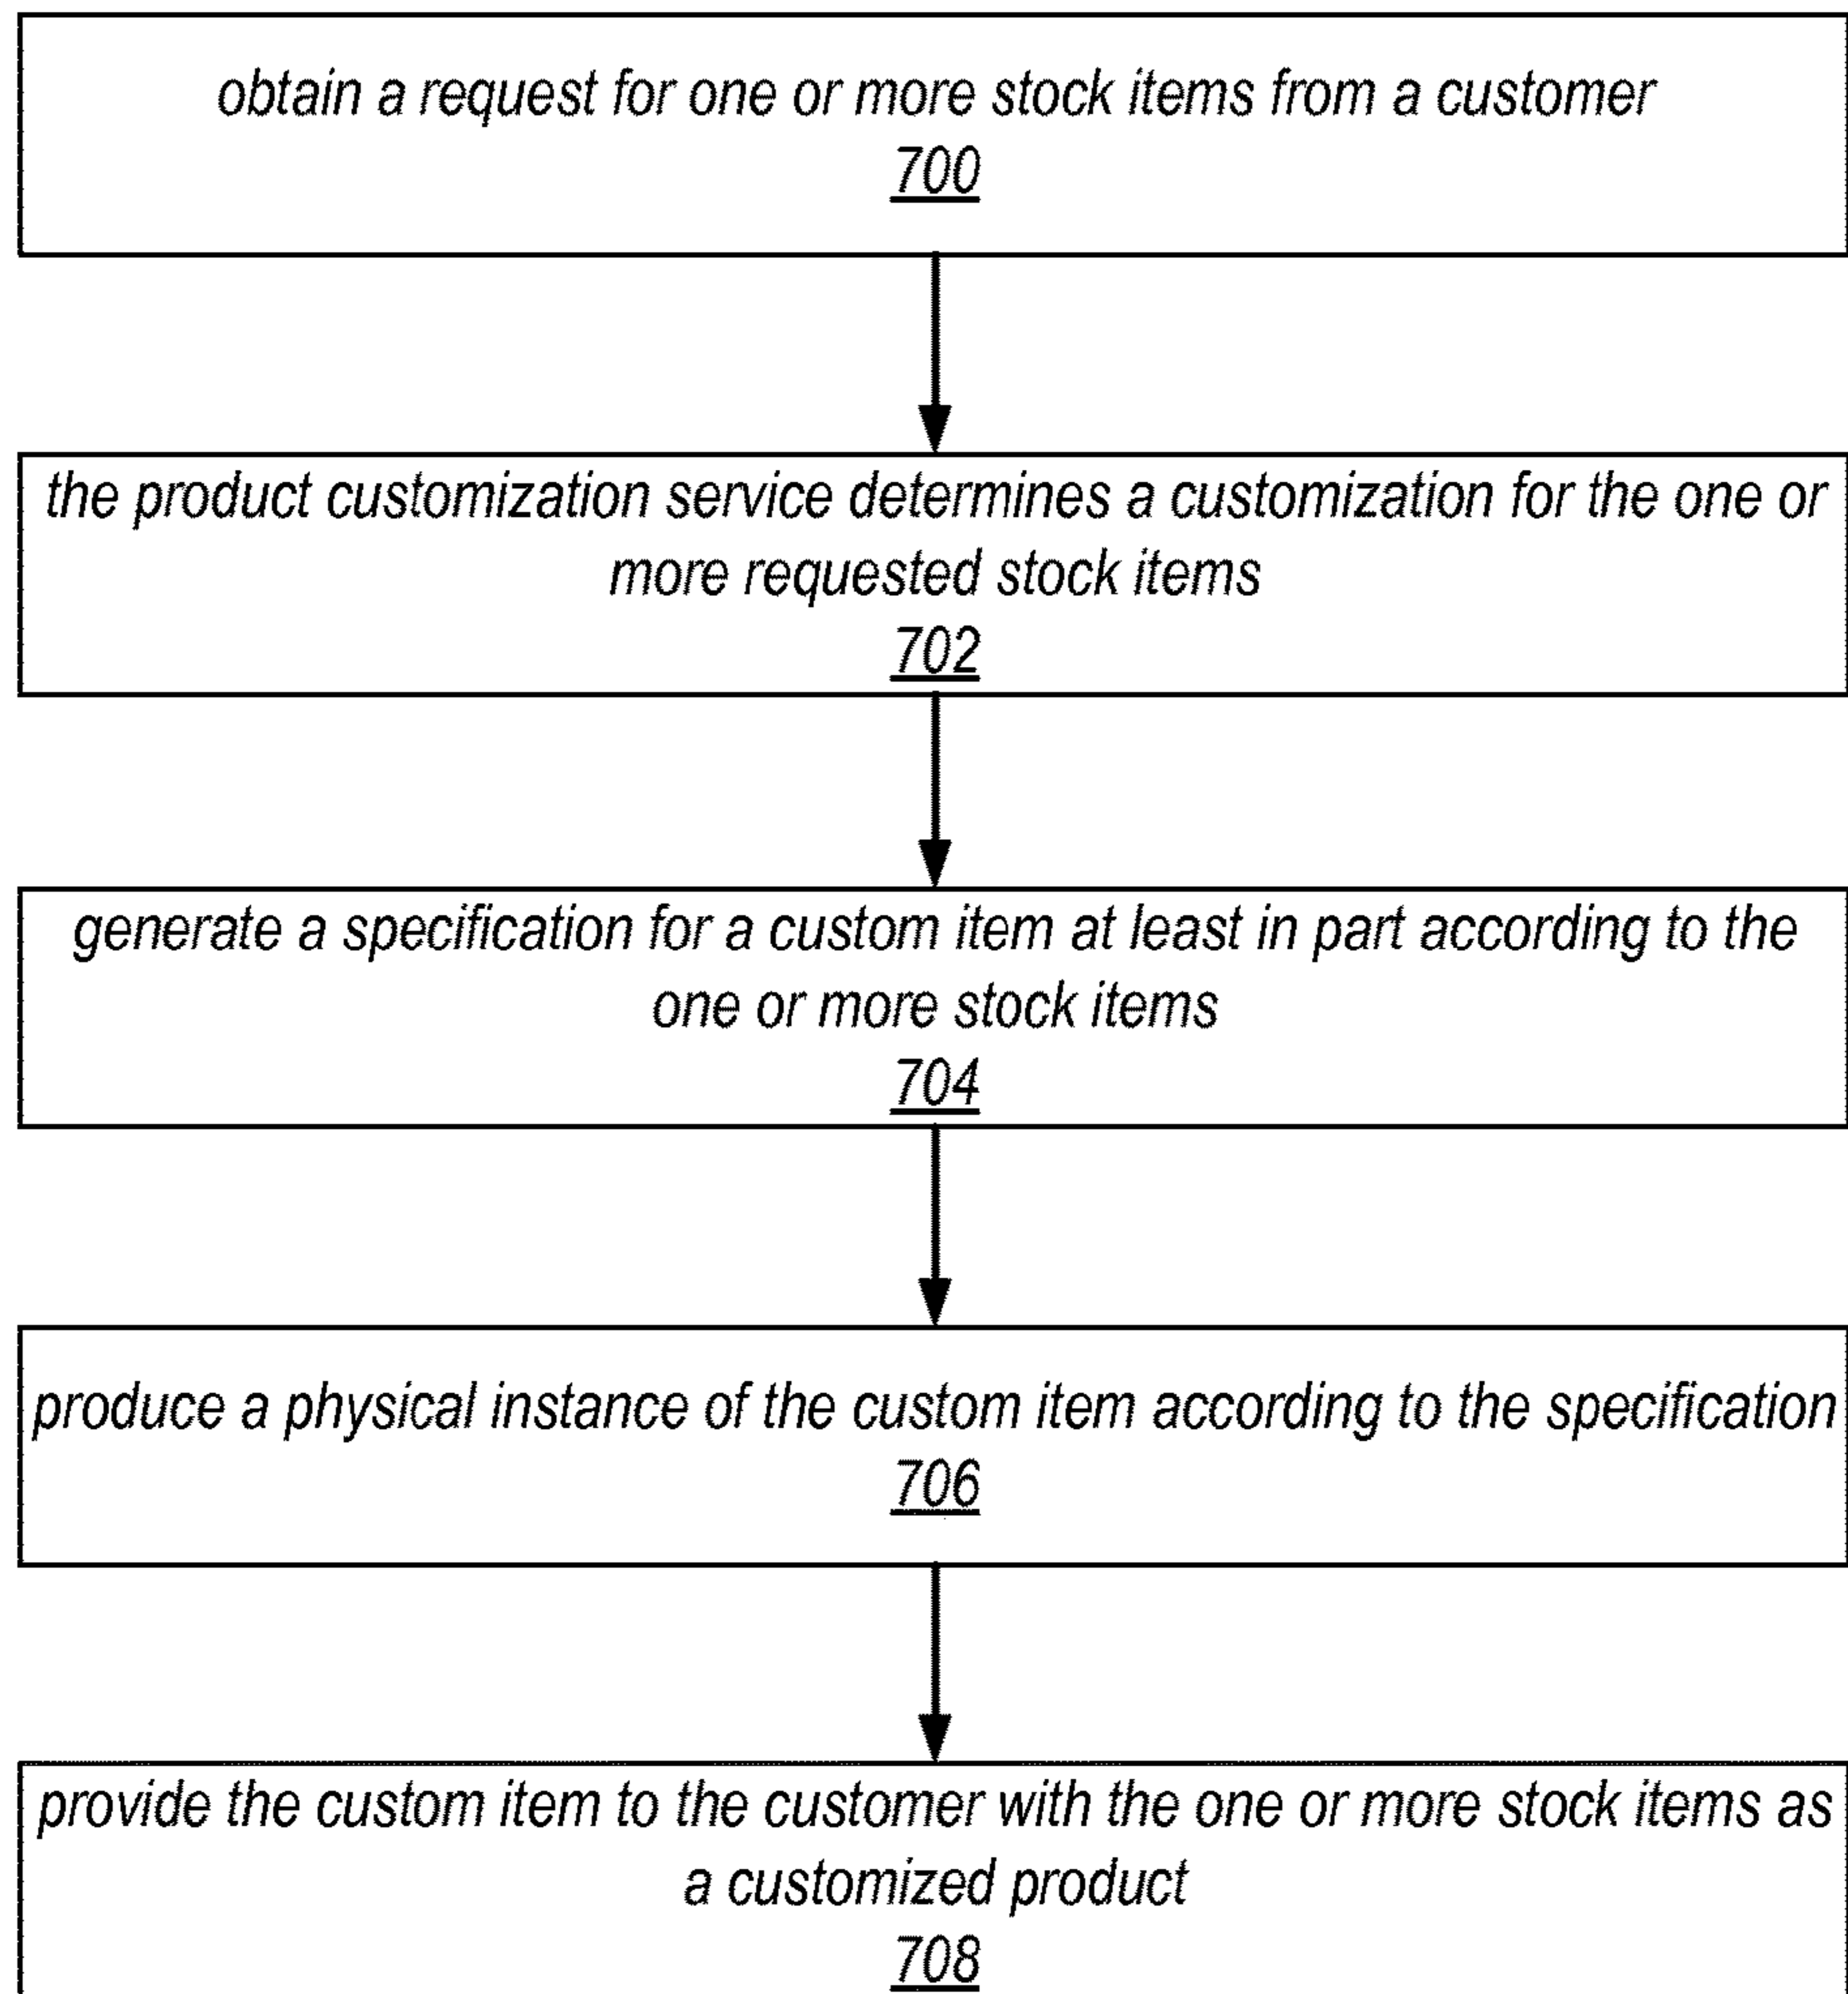 obtain a request for one or more stock items from a customer
700
the product customization service determines a customization for the one or
more requested stock items
702
generate a specification for a custom item at least in part according to the
one or more stock items
704
produce a physical instance of the custom item according to the specification
706
provide the custom item to the customer with the one or more stock items as
a customized product
708